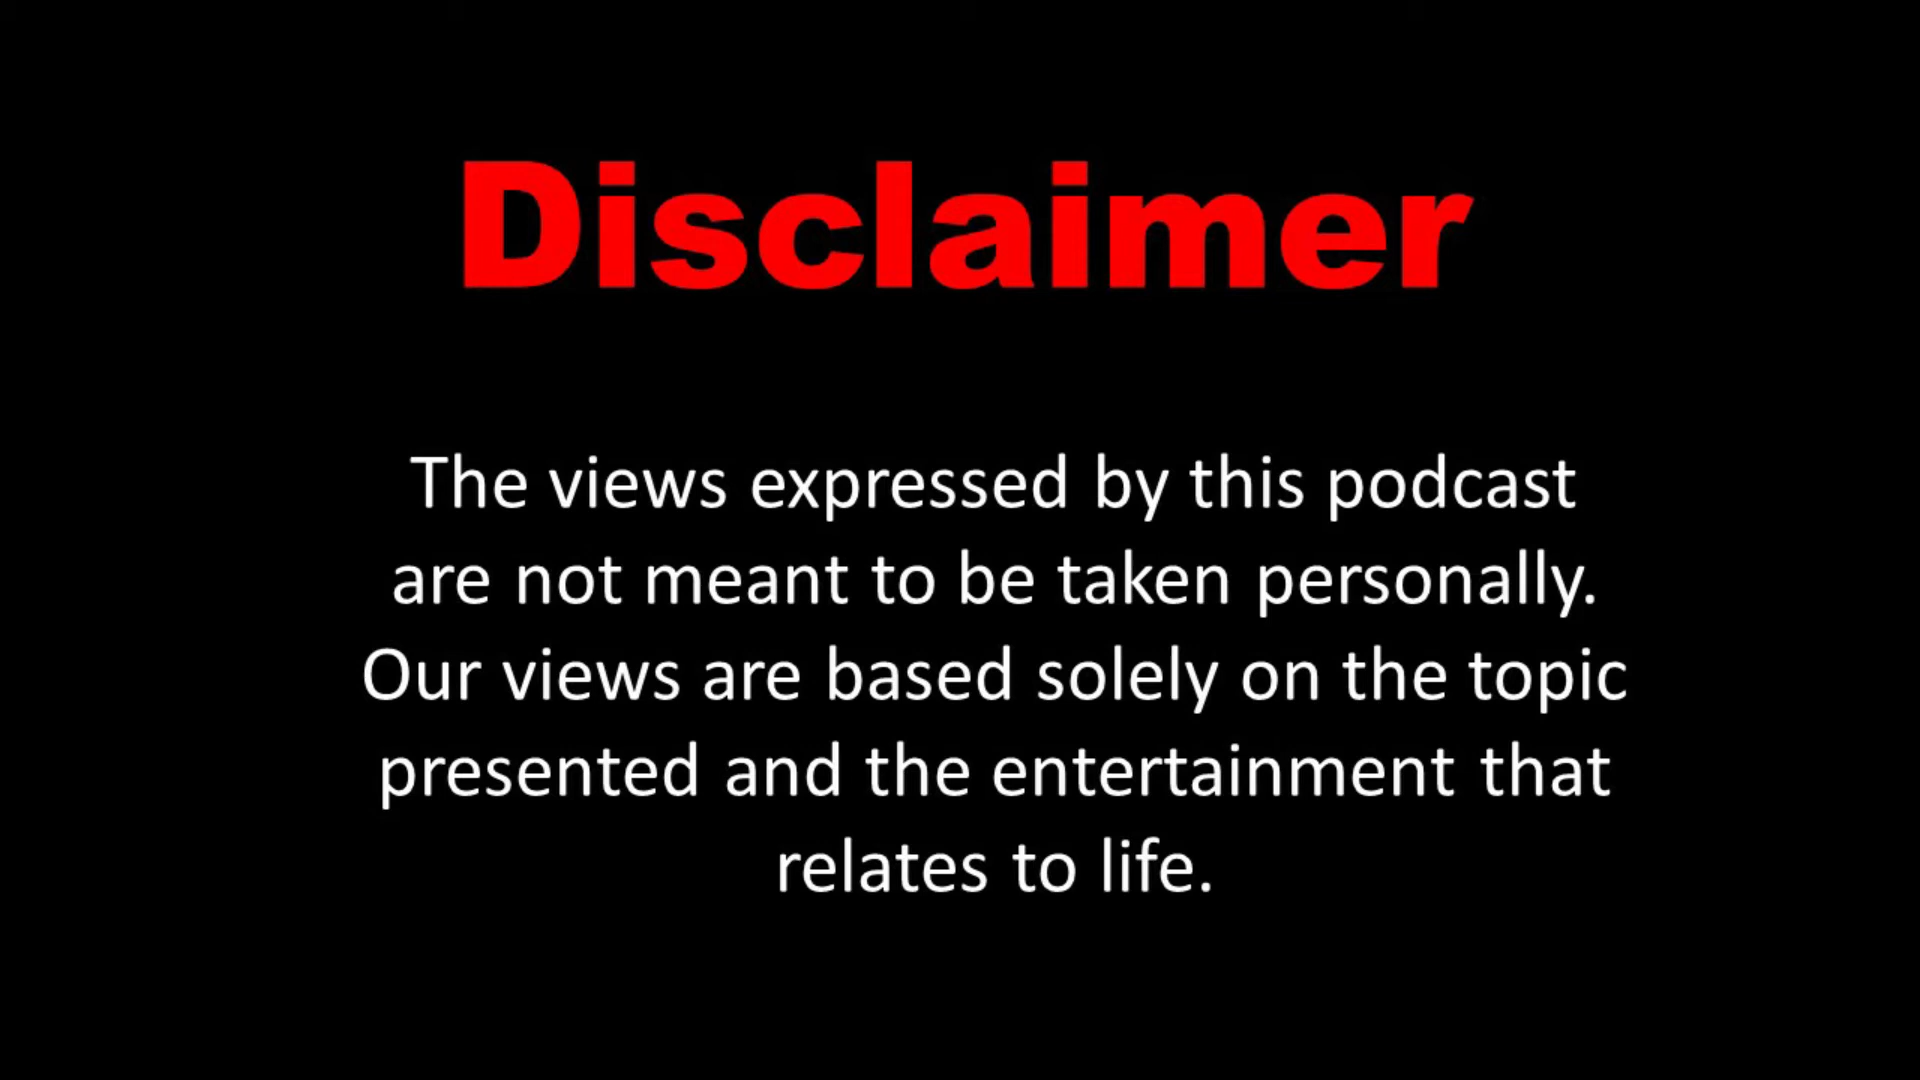 Disclaimer
The views expressed by this podcast
are not meant to be taken personally.
Our views are based solely on the topic
presented and the entertainment that
relates to life.